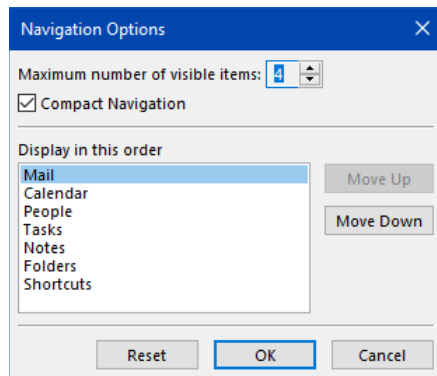 Navigation Options
Maximum number of visible items: 4
Compact Navigation
Display in this order
Mail
Calendar
People
Tasks
Notes
Folders
Shortcuts
Move Up
Move Down
Reset OK Cancel